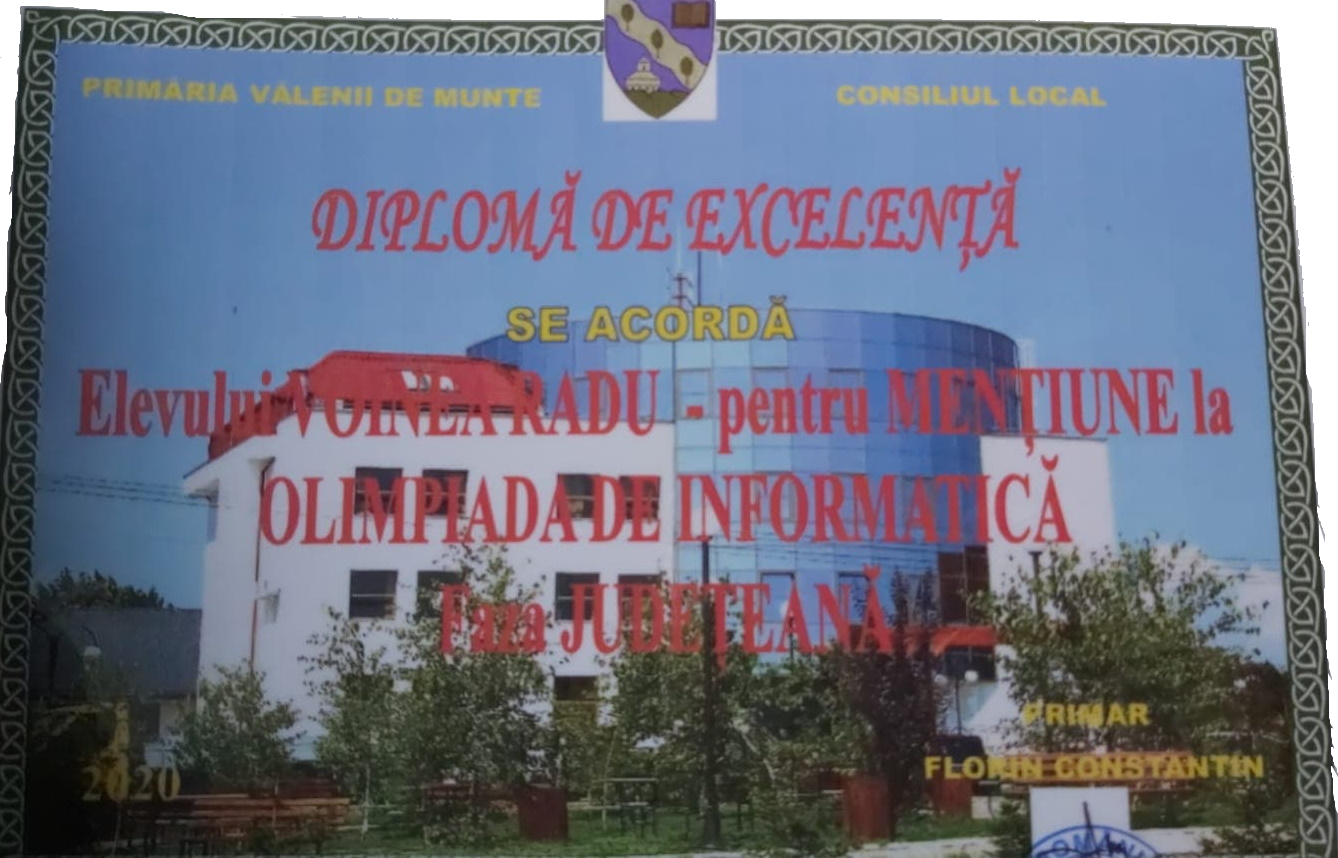 PRIMĂRIA VĂLENII DE MUNTE
CONSILIUL LOCAL
DIPLOMĂ DE EXCELENȚĂ
SE ACORDĂ
Elevului VOINEA RADU - pentru MENȚIUNE la
OLIMPIADA DE INFORMATICĂ
Faza JUDEȚEANĂ
PRIMAR
2020
FLORIN CONSTANTIN